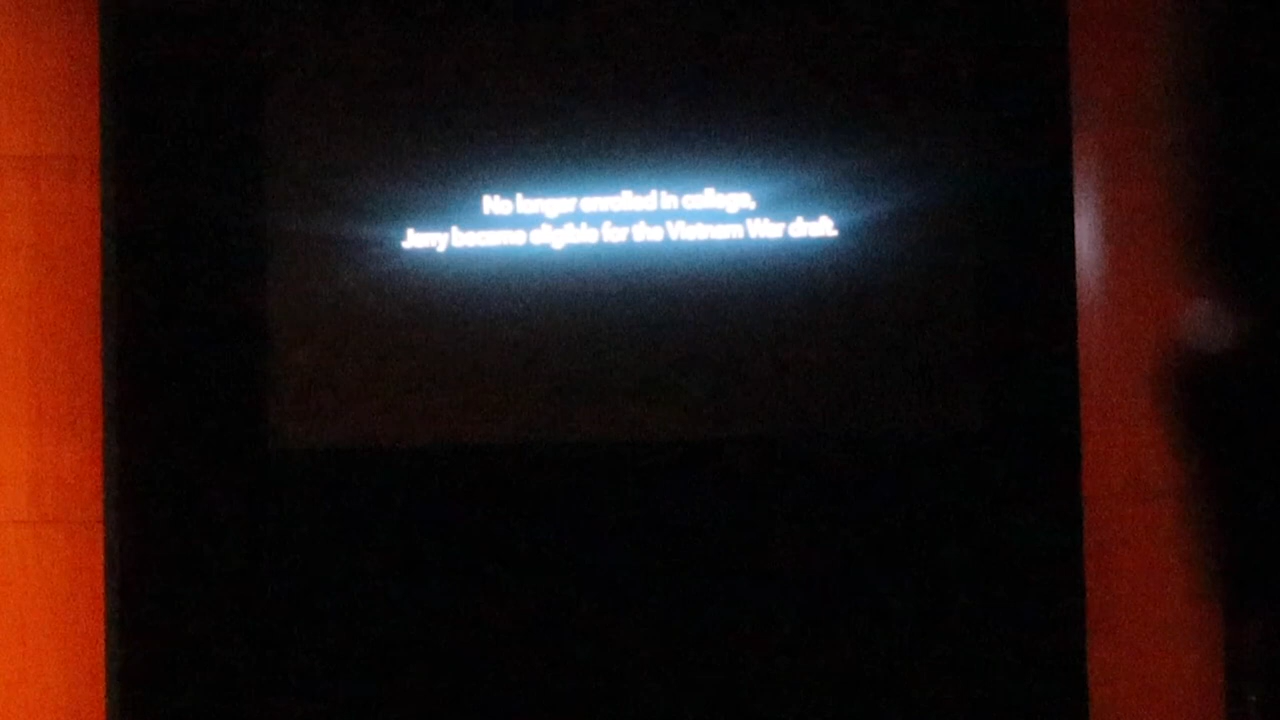 No longer enrolled in college,
Jerry became eligible for the Vietnam War draft.